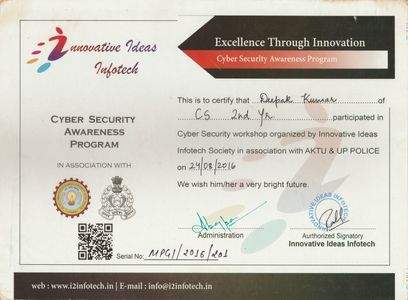 Innovative Ideas
Infotech
Excellence Through Innovation
Cyber Security Awareness Program
CYBER SECURITY
AWARENESS
PROGRAM
IN ASSOCIATION WITH
This is to certify that Deepak Kumar of
CS 2nd Yr participated in
Cyber Security workshop organized by Innovative Ideas
Infotech Society in association with AKTU & UP POLICE
on 24/08/2016
We wish him/her a very bright future.
Administration
INNOVATIVE IDEAS INFOTECH
Authorized Signatory
Innovative Ideas Infotech
Serial No: MPGI/2016/201
web : www.i2infotech.in | E-mail : info@i2infotech.in